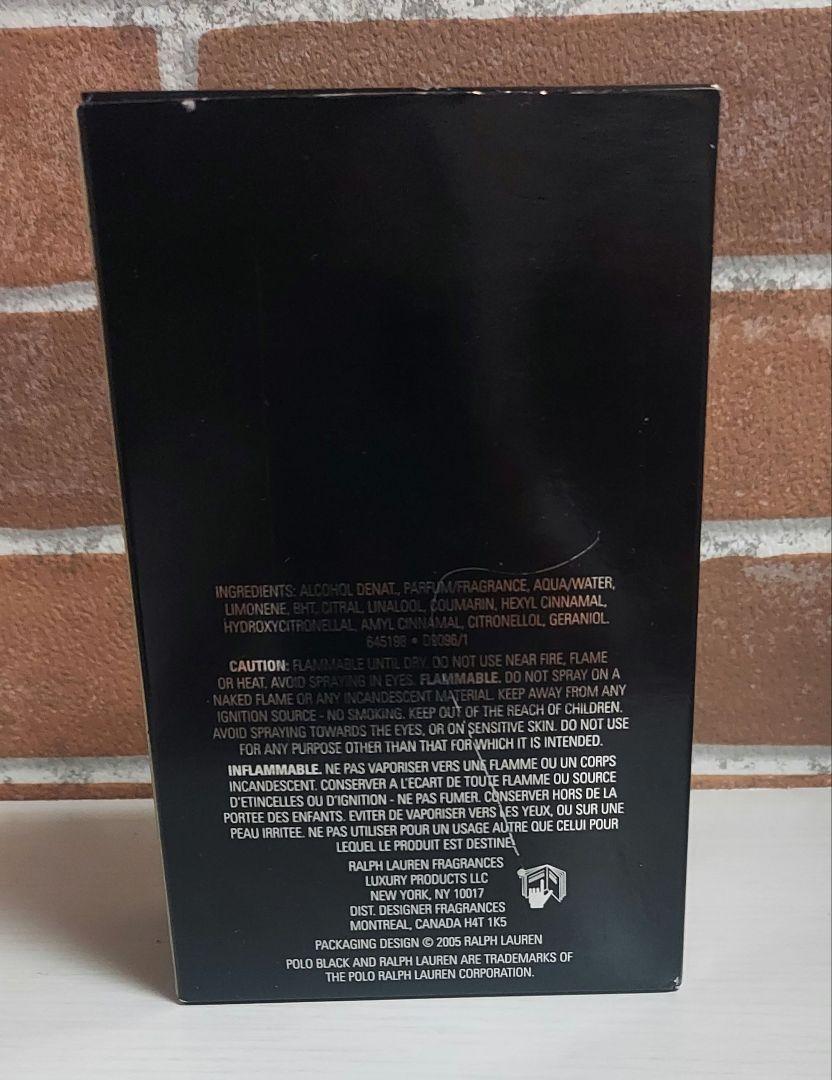 INGREDIENTS: ALCOHOL DENAT., PARFUM/FRAGRANCE, AQUA/WATER,
LIMONENE, BHT, CITRAL, LINALOOL, COUMARIN, HEXYL CINNAMAL,
HYDROXYCITRONELLAL, AMYL CINNAMAL, CITRONELLOL, GERANIOL.
645198 • D9096/1
CAUTION: FLAMMABLE UNTIL DRY. DO NOT USE NEAR FIRE, FLAME
OR HEAT. AVOID SPRAYING IN EYES. FLAMMABLE. DO NOT SPRAY ON A
NAKED FLAME OR ANY INCANDESCENT MATERIAL. KEEP AWAY FROM ANY
IGNITION SOURCE - NO SMOKING. KEEP OUT OF THE REACH OF CHILDREN.
AVOID SPRAYING TOWARDS THE EYES, OR ON SENSITIVE SKIN. DO NOT USE
FOR ANY PURPOSE OTHER THAN THAT FOR WHICH IT IS INTENDED.
INFLAMMABLE. NE PAS VAPORISER VERS UNE FLAMME OU UN CORPS
INCANDESCENT. CONSERVER A L'ECART DE TOUTE FLAMME OU SOURCE
D'ETINCELLES OU D'IGNITION - NE PAS FUMER. CONSERVER HORS DE LA
PORTEE DES ENFANTS. EVITER DE VAPORISER VERS LES YEUX, OU SUR UNE
PEAU IRRITEE. NE PAS UTILISER POUR UN USAGE AUTRE QUE CELUI POUR
LEQUEL LE PRODUIT EST DESTINE.
RALPH LAUREN FRAGRANCES
LUXURY PRODUCTS LLC
NEW YORK, NY 10017
DIST. DESIGNER FRAGRANCES
MONTREAL, CANADA H4T 1K5
PACKAGING DESIGN © 2005 RALPH LAUREN
POLO BLACK AND RALPH LAUREN ARE TRADEMARKS OF
THE POLO RALPH LAUREN CORPORATION.